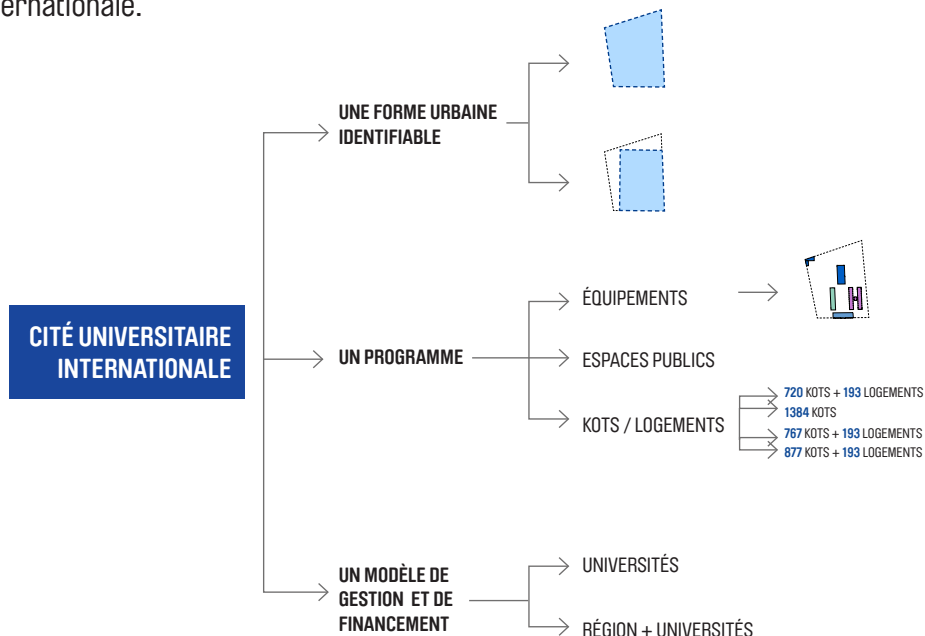 ernationale.
UNE FORME URBAINE
IDENTIFIABLE
CITÉ UNIVERSITAIRE
INTERNATIONALE
UN PROGRAMME
ÉQUIPEMENTS
ESPACES PUBLICS
KOTS / LOGEMENTS
720 KOTS + 193 LOGEMENTS
1384 KOTS
767 KOTS + 193 LOGEMENTS
877 KOTS + 193 LOGEMENTS
UN MODÈLE DE
GESTION ET DE
FINANCEMENT
UNIVERSITÉS
RÉGION + UNIVERSITÉS